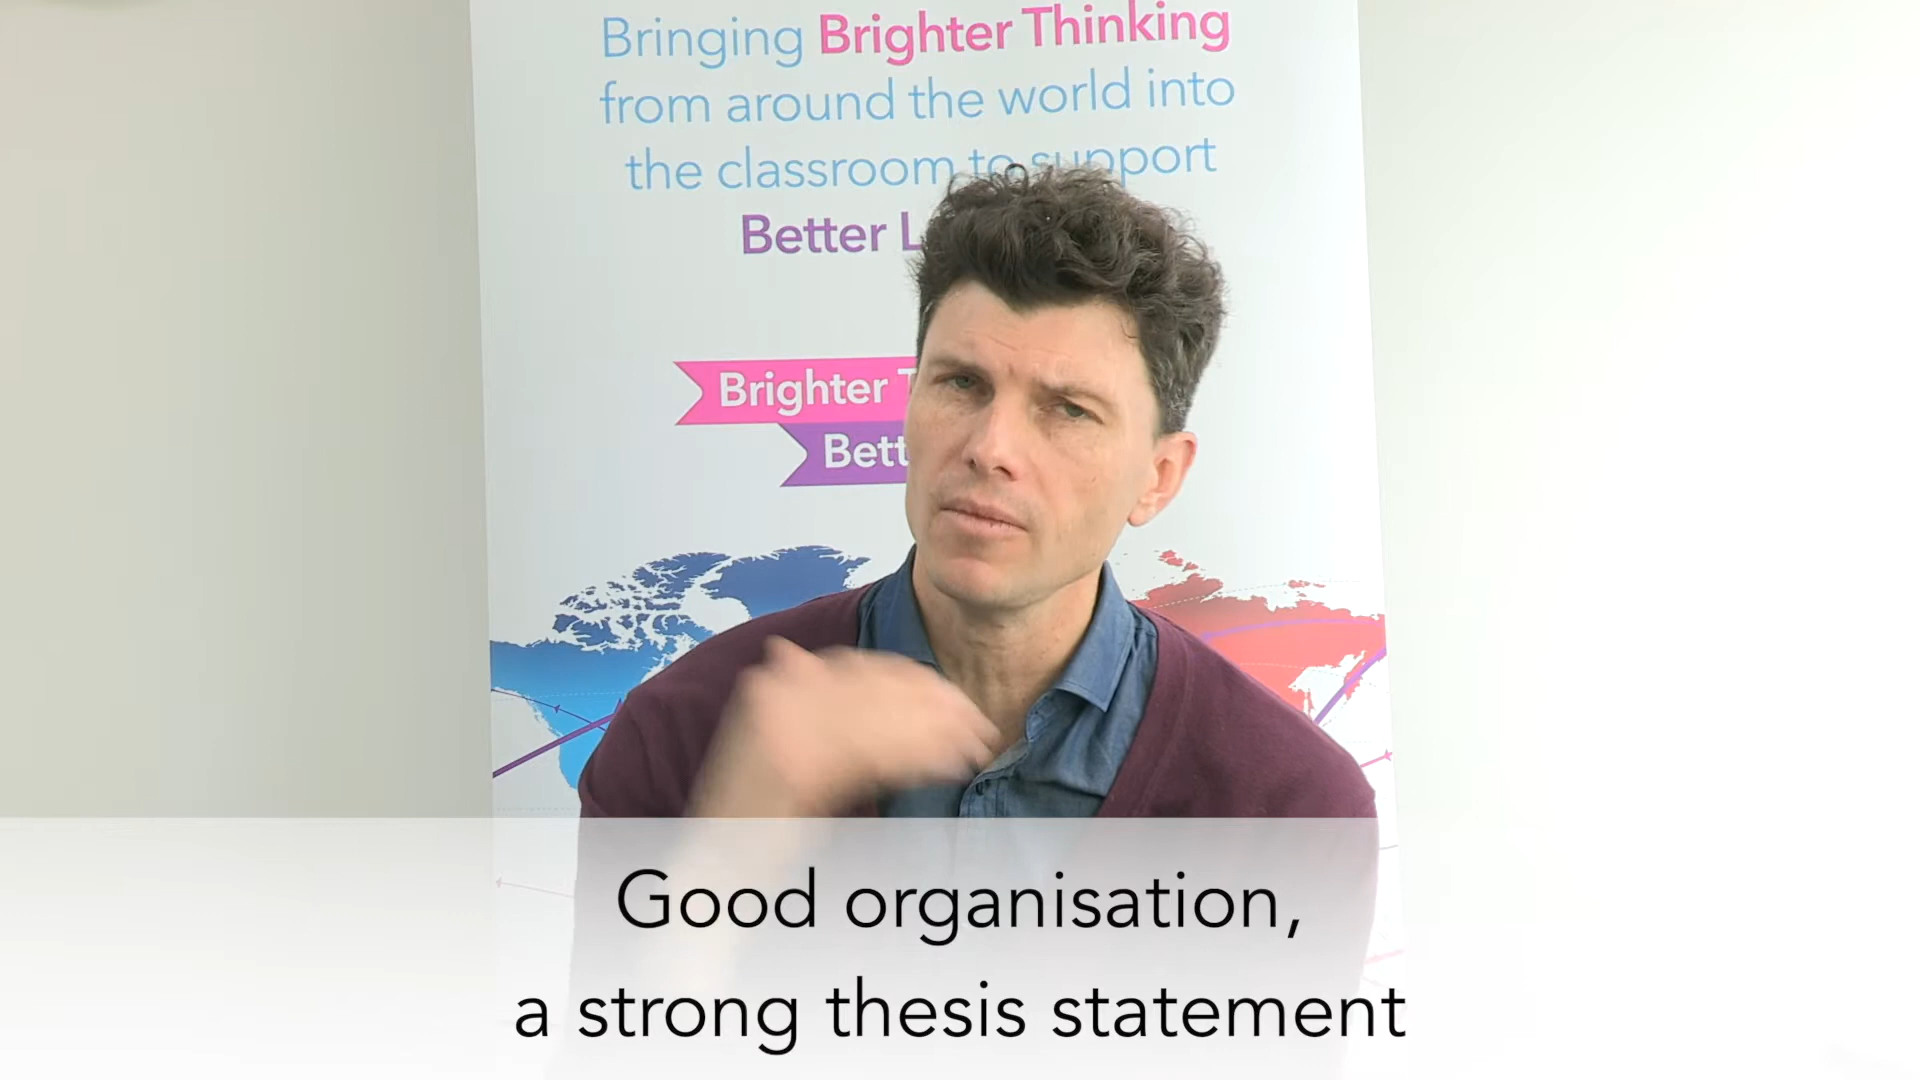 Bringing Brighter Thinking
from around the world into
the classroom to support
Better
Brighter
Good organisation,
a strong thesis statement